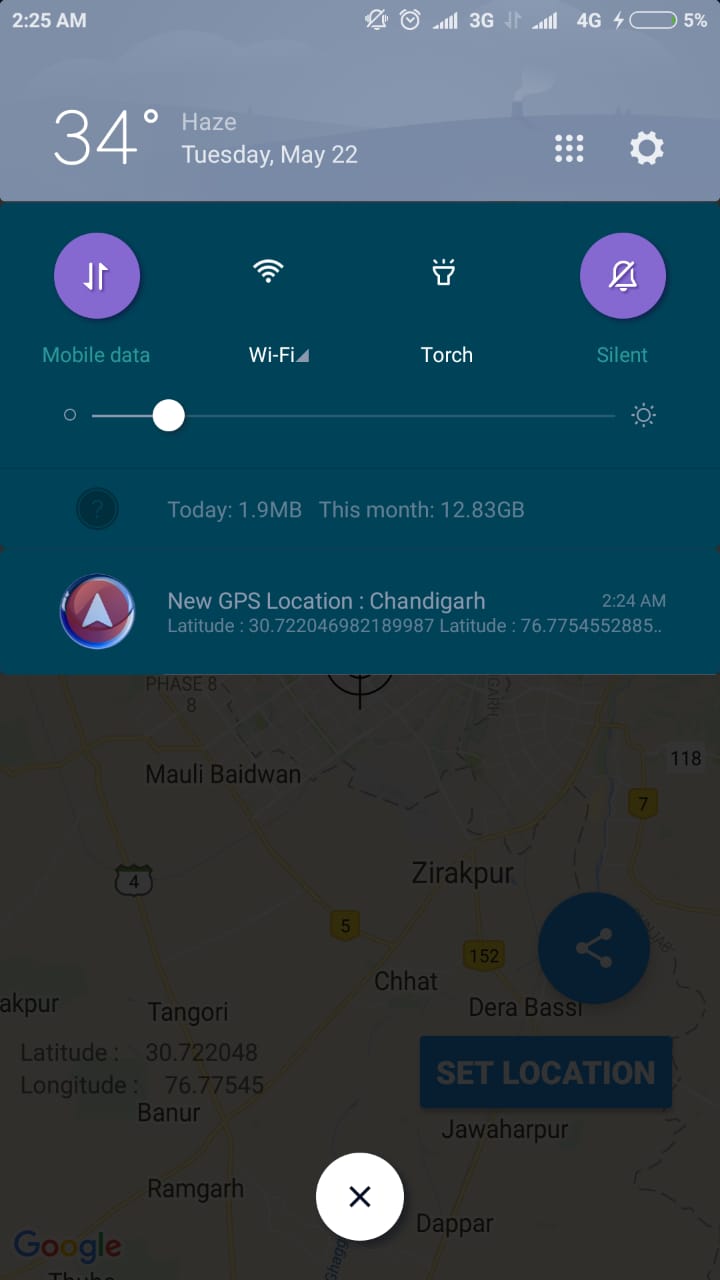 2:25 AM
3G
4G
5%
34°
Haze
Tuesday, May 22
Mobile data
Wi-Fi
Torch
Silent
?
Today: 1.9MB This month: 12.83GB
New GPS Location : Chandigarh
2:24 AM
Latitude : 30.722046982189987 Latitude : 76.7754552885..
PHASE 8
8
GARH
Mauli Baidwan
118
7
Zirakpur
4
5
152
PUNJAB
Chhat
akpur
Tangori
Dera Bassi
Latitude : 30.722048
Longitude : 76.77545
SET LOCATION
Banur
Jawaharpur
Ramgarh
Dappar
Google
Ghagg